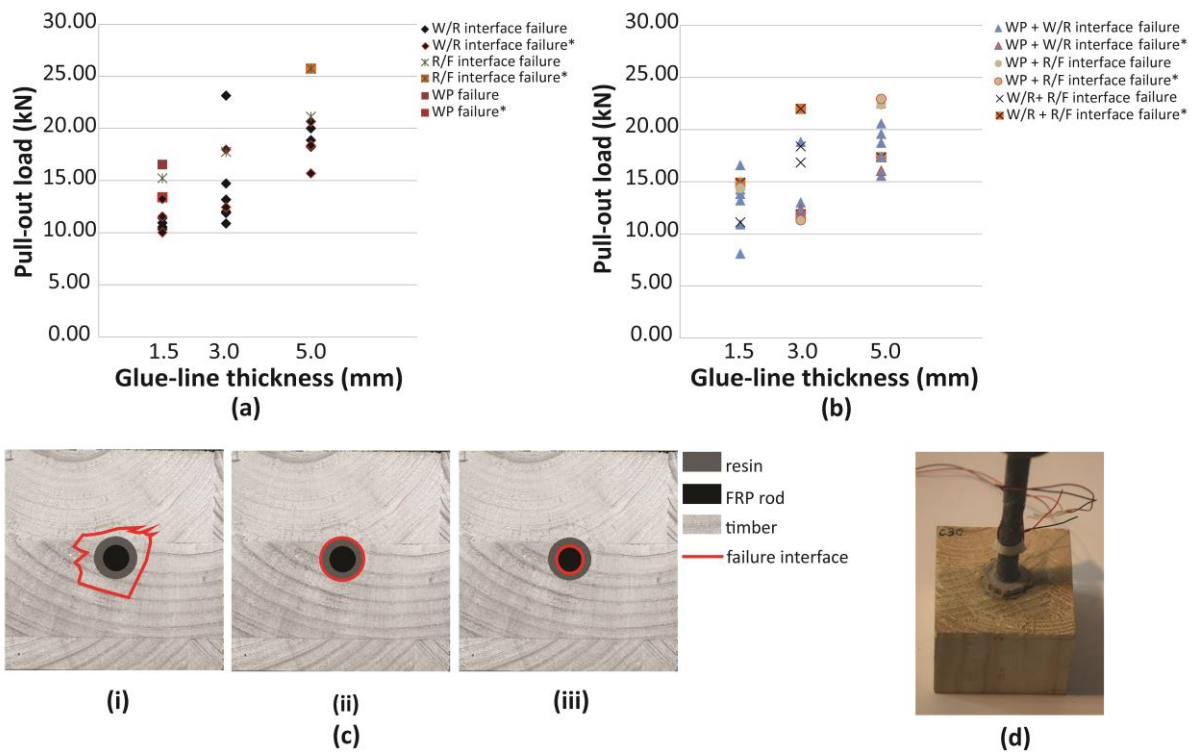 30.00
25.00
20.00
15.00
10.00
5.00
0.00
Pull-out load (kN)
1.5 3.0 5.0
Glue-line thickness (mm)
(a)
W/R interface failure
W/R interface failure*
R/F interface failure
R/F interface failure*
WP failure
WP failure*
30.00
25.00
20.00
15.00
10.00
5.00
0.00
Pull-out load (kN)
1.5 3.0 5.0
Glue-line thickness (mm)
(b)
WP + W/R interface failure
WP + W/R interface failure*
WP + R/F interface failure
WP + R/F interface failure*
W/R+ R/F interface failure
W/R + R/F interface failure*
(i)
(ii)
(iii)
(c)
resin
FRP rod
timber
failure interface
(d)